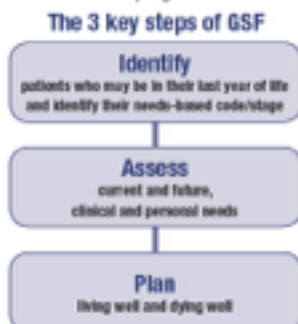 The 3 key steps of GSF
Identify
patients who may be in their last year of life
and identify their needs-based code/stage
Assess
current and future,
clinical and personal needs
Plan
living well and dying well